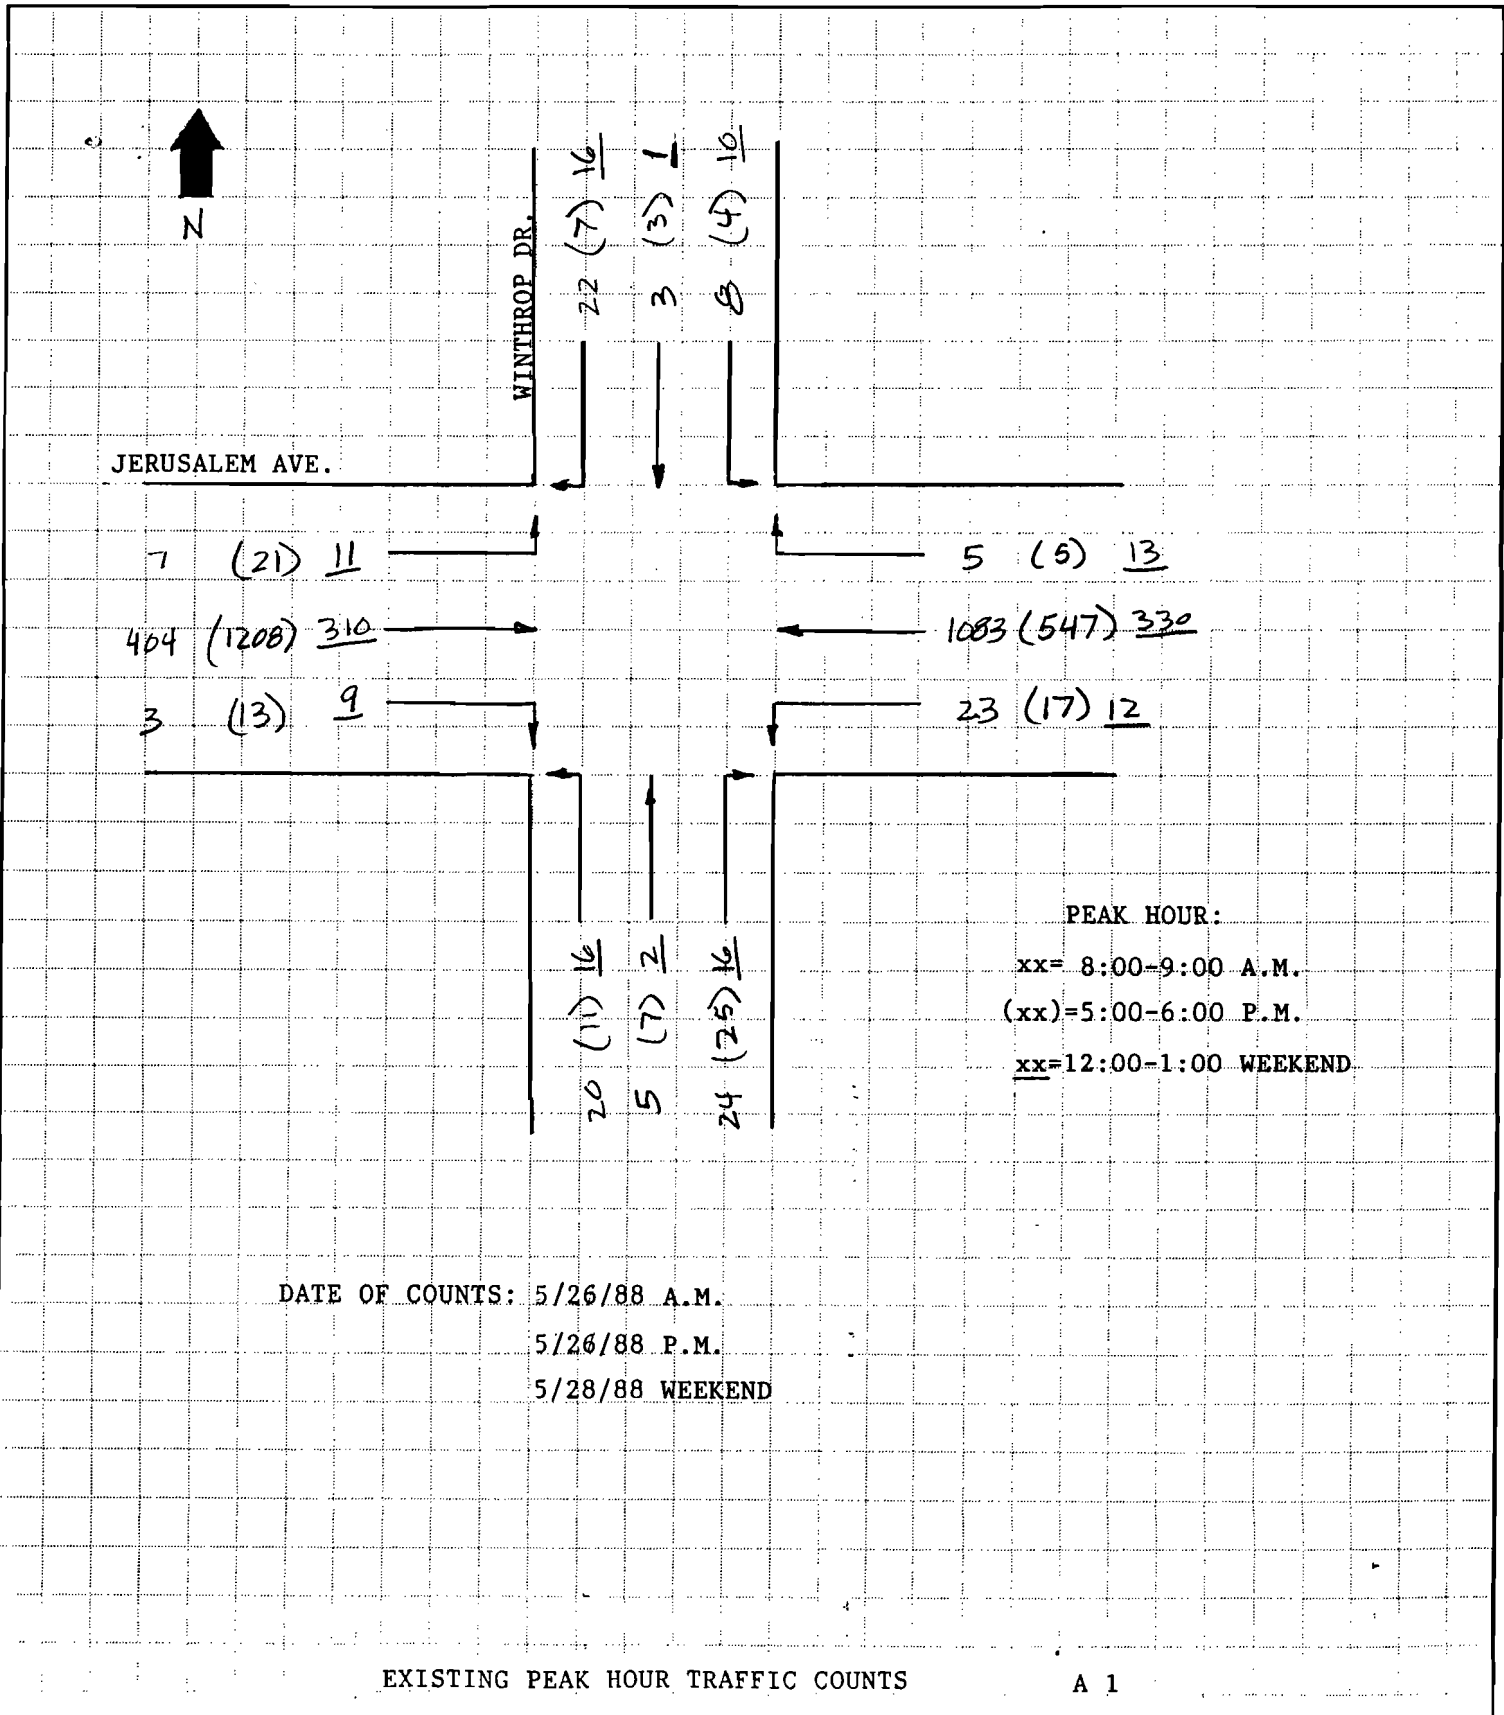 N
WINTHROP DR.
22 (7) 16
3 (3) 1
8 (4) 10
JERUSALEM AVE.
7 (21) 11
404 (1208) 310
3 (13) 9
5 (5) 13
1083 (547) 330
23 (17) 12
20 (11) 16
5 (7) 2
24 (25) 16
PEAK HOUR:
xx= 8:00-9:00 A.M.
(xx)=5:00-6:00 P.M.
xx=12:00-1:00 WEEKEND
DATE OF COUNTS: 5/26/88 A.M.
5/26/88 P.M.
5/28/88 WEEKEND
EXISTING PEAK HOUR TRAFFIC COUNTS A 1